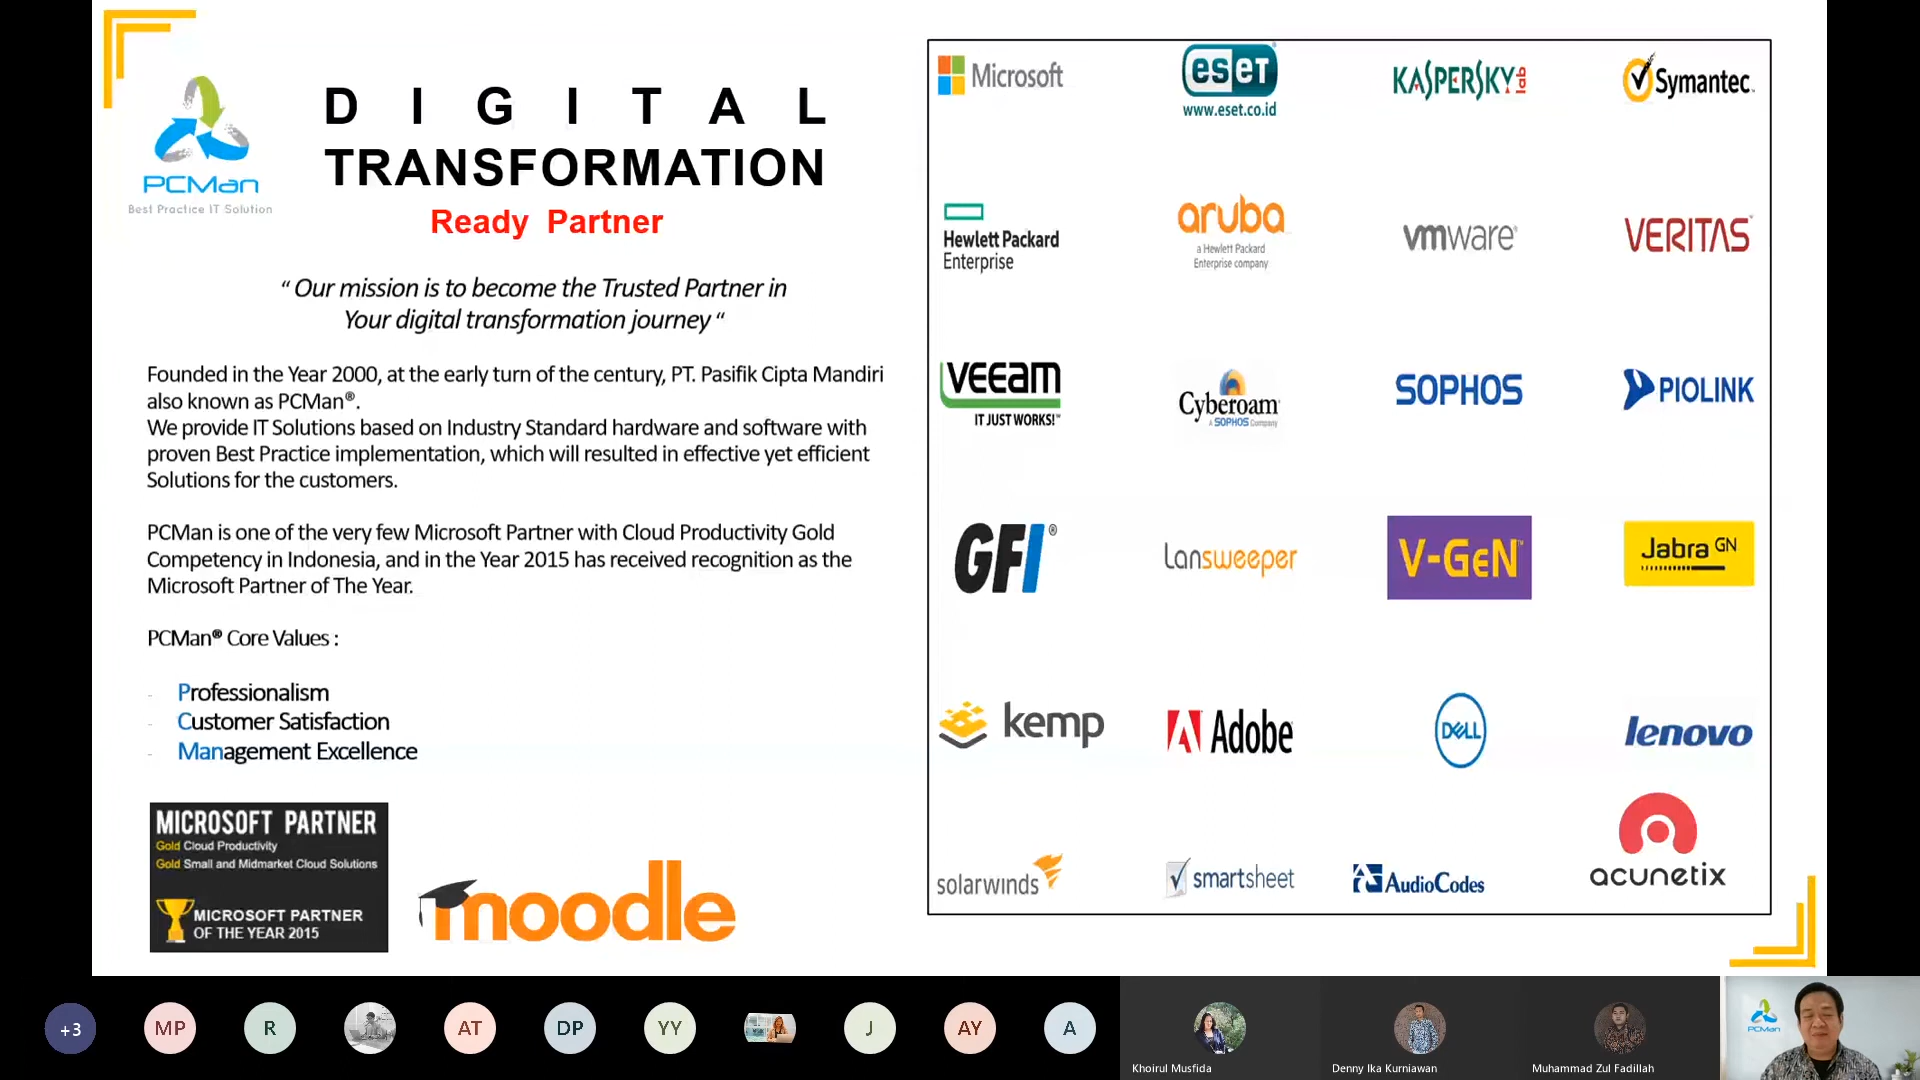 PCMan
Best Practice IT Solution
DIGITAL
TRANSFORMATION
Ready Partner
“ Our mission is to become the Trusted Partner in
Your digital transformation journey “
Founded in the Year 2000, at the early turn of the century, PT. Pasifik Cipta Mandiri
also known as PCMan®.
We provide IT Solutions based on Industry Standard hardware and software with
proven Best Practice implementation, which will resulted in effective yet efficient
Solutions for the customers.
PCMan is one of the very few Microsoft Partner with Cloud Productivity Gold
Competency in Indonesia, and in the Year 2015 has received recognition as the
Microsoft Partner of The Year.
PCMan® Core Values :
- Professionalism
- Customer Satisfaction
- Management Excellence
MICROSOFT PARTNER
Gold Cloud Productivity
Gold Small and Midmarket Cloud Solutions
MICROSOFT PARTNER
OF THE YEAR 2015
moodle
Microsoft
eseT®
www.eset.co.id
KASPERSKY lab
Symantec™
Hewlett Packard
Enterprise
aruba
a Hewlett Packard
Enterprise company
vmware®
VERITAS®
veeAM
IT JUST WORKS!™
Cyberoam
A SOPHOS Company
SOPHOS
PIOLINK
GFI®
Lansweeper
V-GeN™
Jabra GN
kemp
Adobe
DELL
lenovo
solarwinds
smartsheet
AudioCodes
acunetix
+3
MP
R
AT
DP
YY
J
AY
A
Khoirul Musfida
Denny Ika Kurniawan
Muhammad Zul Fadillah
PCMan